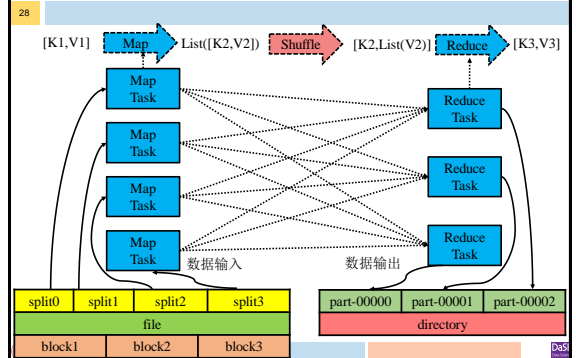 28
[K1,V1] Map List([K2,V2]) Shuffle [K2,List(V2)] Reduce [K3,V3]
Map
Task
Map
Task
Map
Task
Map
Task
Reduce
Task
Reduce
Task
Reduce
Task
数据输入
数据输出
split0 split1 split2 split3
file
block1 block2 block3
part-00000 part-00001 part-00002
directory